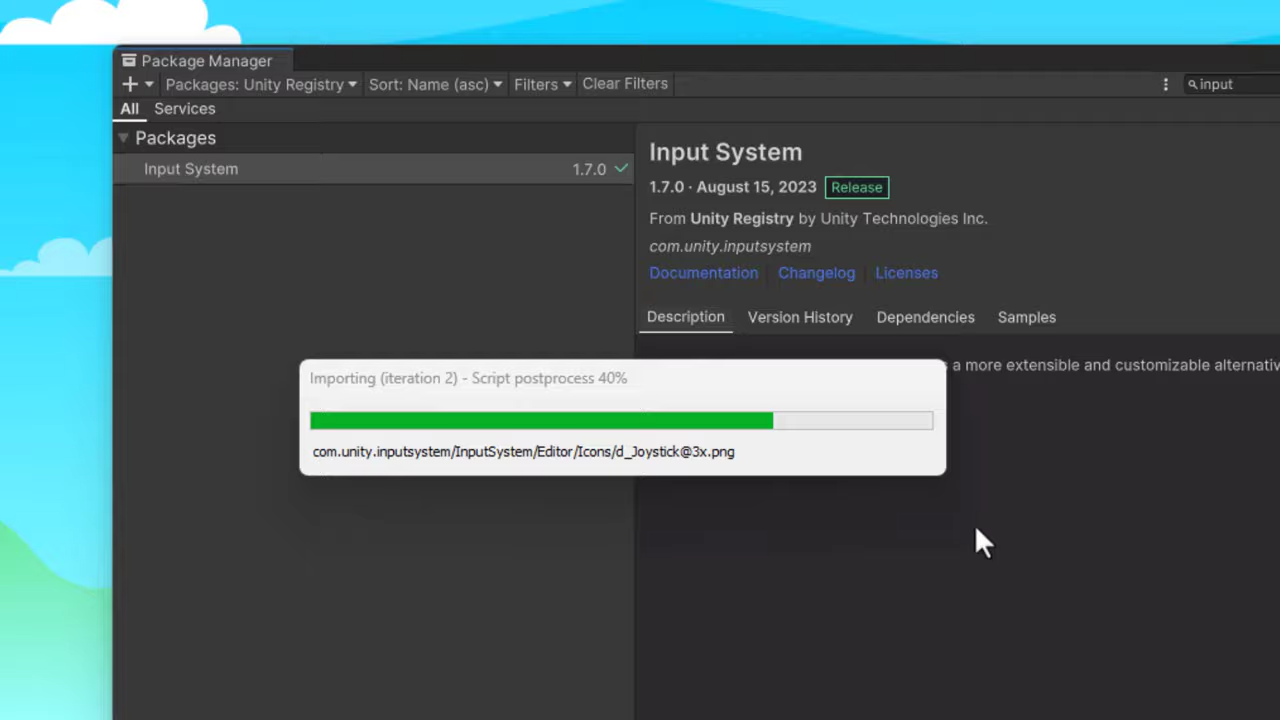 Package Manager
Packages: Unity Registry Sort: Name (asc) Filters Clear Filters input
All Services
Packages
Input System 1.7.0
Input System
1.7.0 · August 15, 2023 Release
From Unity Registry by Unity Technologies Inc.
com.unity.inputsystem
Documentation Changelog Licenses
Description Version History Dependencies Samples
a more extensible and customizable
Importing (iteration 2) - Script postprocess 40%
com.unity.inputsystem/InputSystem/Editor/Icons/d_Joystick@3x.png